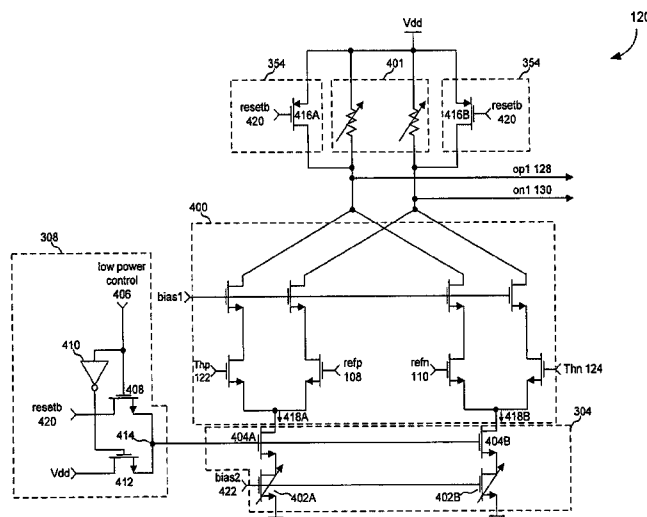 120
Vdd
354
401
354
resetb
420
416A
416B
resetb
420
op1 128
on1 130
400
308
low power
control
406
bias1
410
Thp
122
refp
108
refn
110
Thn 124
408
resetb
420
418A
418B
304
414
404A
404B
Vdd
412
bias2
422
402A
402B